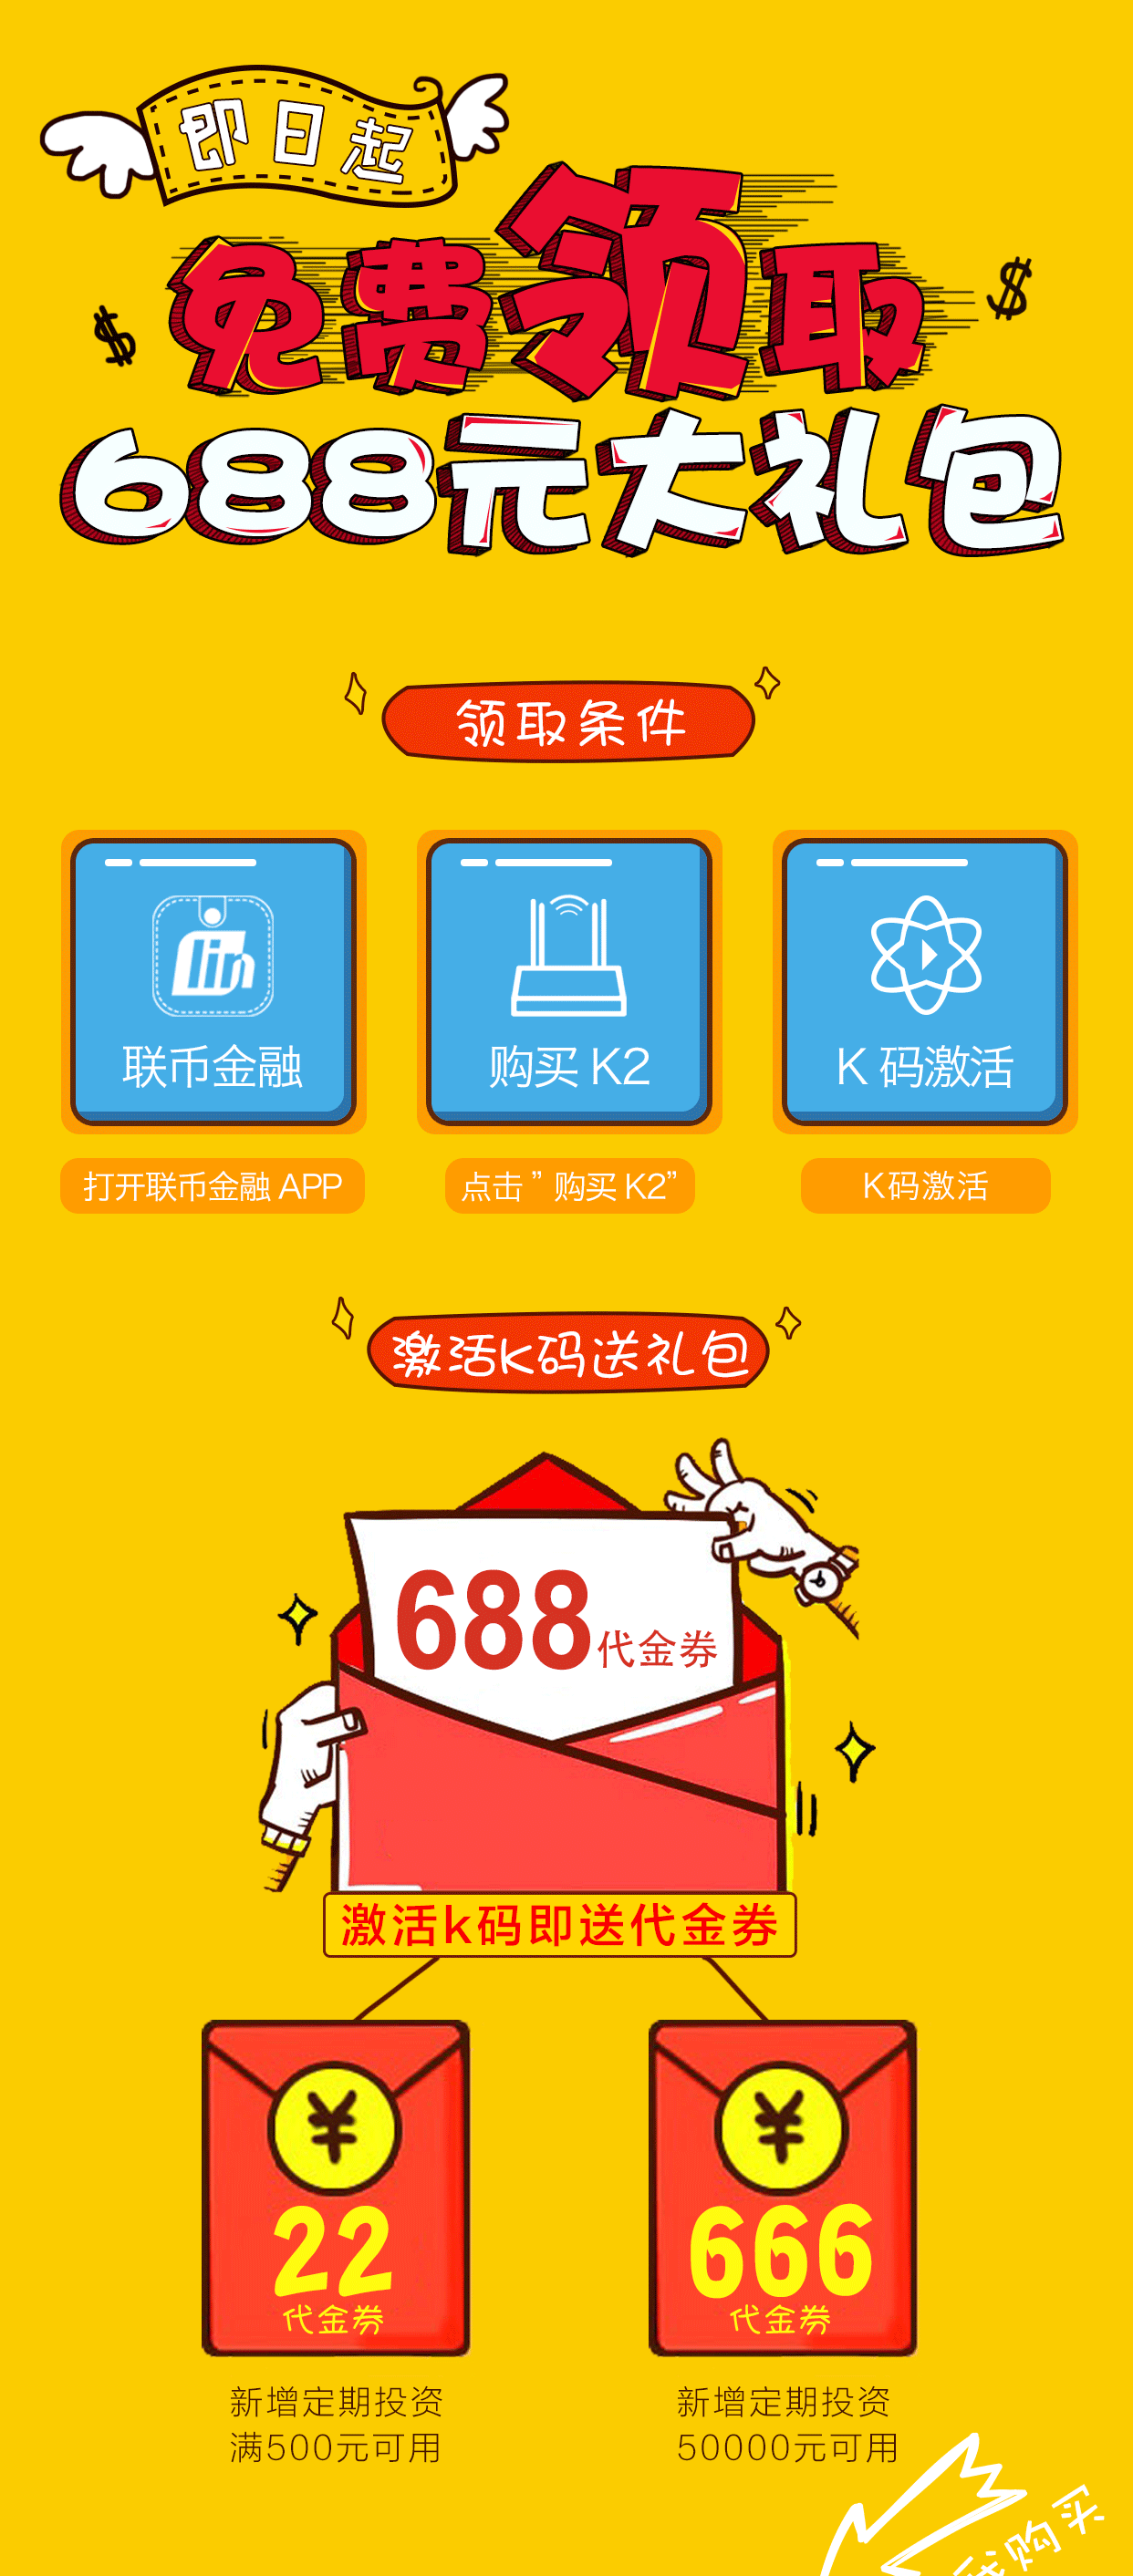 即日起
免费领取
688元大礼包
领取条件
联币金融
购买 K2
K 码激活
打开联币金融 APP
点击 ” 购买 K2”
K码激活
激活K码送礼包
688代金券
激活k码即送代金券
¥
22
代金券
¥
666
代金券
新增定期投资
满500元可用
新增定期投资
50000元可用
购买